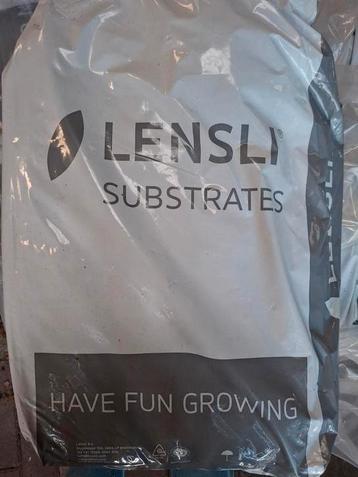 LENSLI
SUBSTRATES
HAVE FUN GROWING